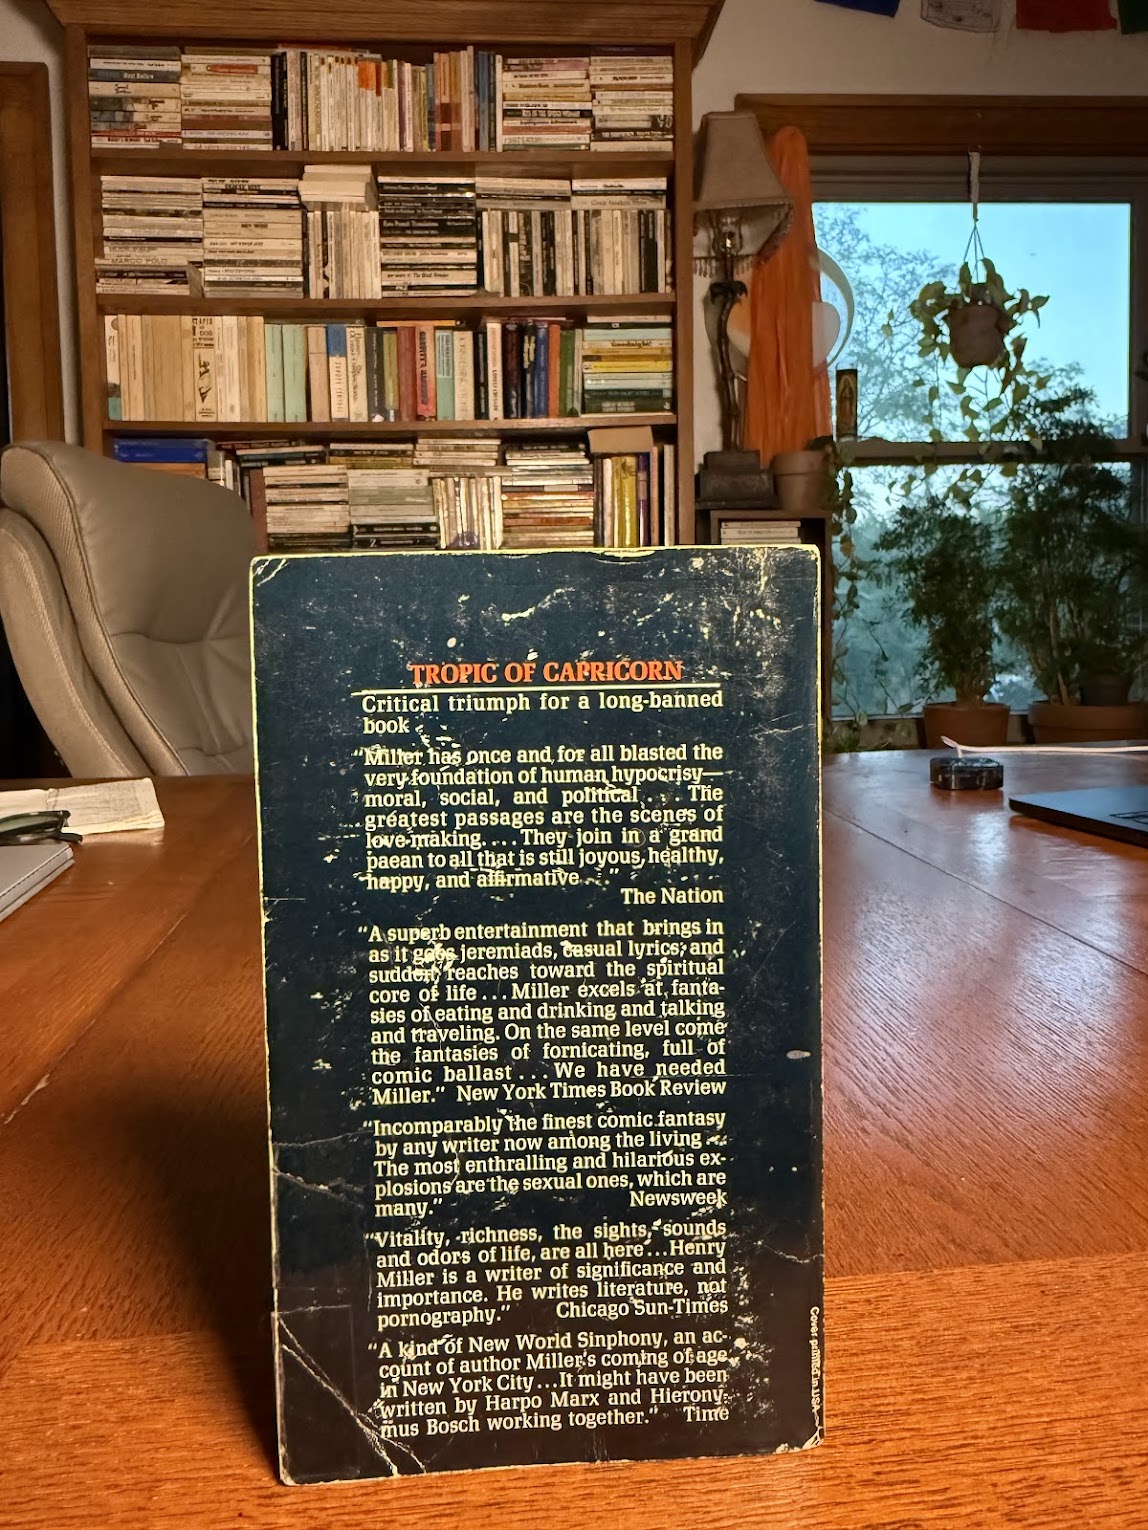 TROPIC OF CAPRICORN
Critical triumph for a long-banned
book
“Miller has once and for all blasted the
very foundation of human hypocrisy—
moral, social, and political . . . The
greatest passages are the scenes of
love-making. . . . They join in a grand
paean to all that is still joyous, healthy,
happy, and affirmative . . .”
The Nation
“A superb entertainment that brings in
as it goes jeremiads, casual lyrics, and
sudden reaches toward the spiritual
core of life . . . Miller excels at fanta-
sies of eating and drinking and talking
and traveling. On the same level come
the fantasies of fornicating, full of
comic ballast . . . We have needed
Miller.” New York Times Book Review
“Incomparably the finest comic fantasy
by any writer now among the living . . .
The most enthralling and hilarious ex-
plosions are the sexual ones, which are
many.” Newsweek
“Vitality, richness, the sights, sounds
and odors of life, are all here . . . Henry
Miller is a writer of significance and
importance. He writes literature, not
pornography.” Chicago Sun-Times
“A kind of New World Sinphony, an ac-
count of author Miller's coming of age
in New York City . . . It might have been
written by Harpo Marx and Hierony-
mus Bosch working together.” Time
Cover printed in USA